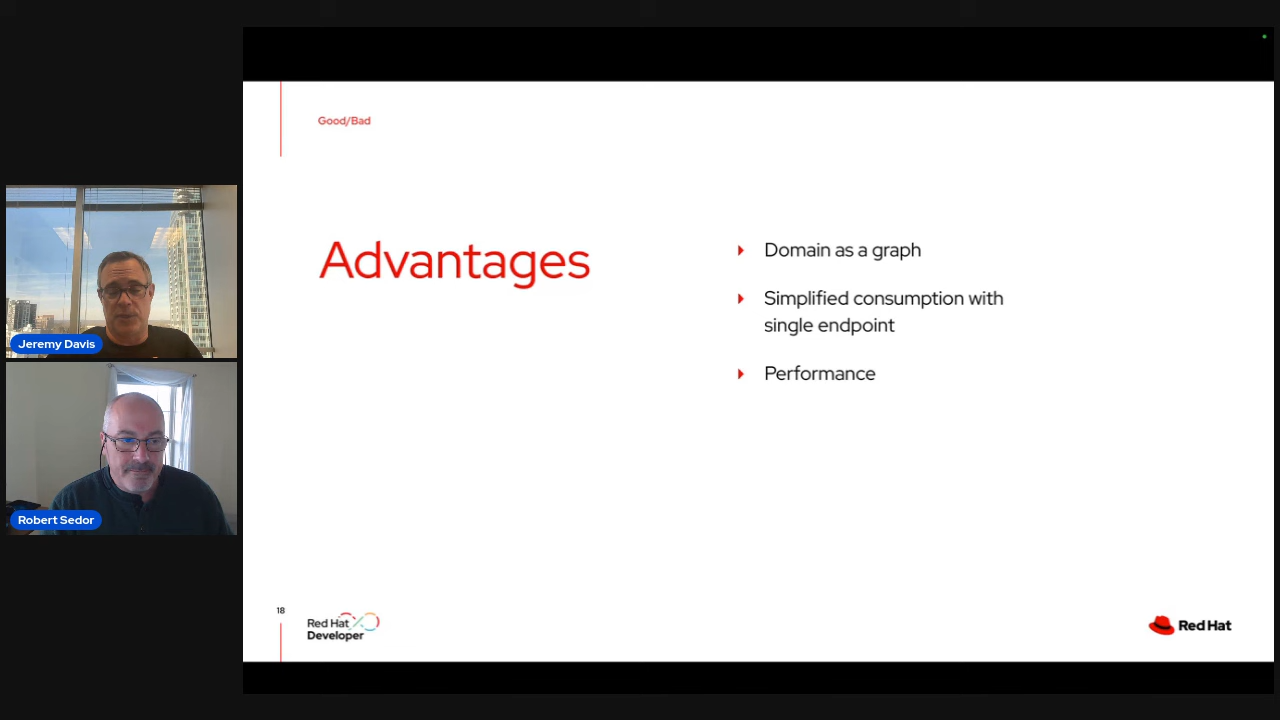 Good/Bad
Advantages
Domain as a graph
Simplified consumption with
single endpoint
Performance
Jeremy Davis
Robert Sedor
18
Red Hat
Developer
Red Hat